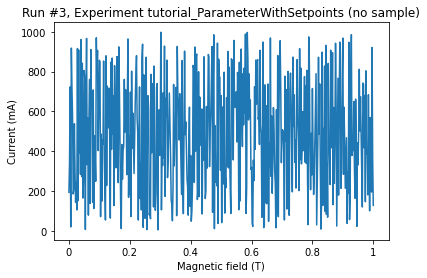 Run #3, Experiment tutorial_ParameterWithSetpoints (no sample)
1000
800
600
400
200
0
Current (mA)
0 0.2 0.4 0.6 0.8 1
Magnetic field (T)